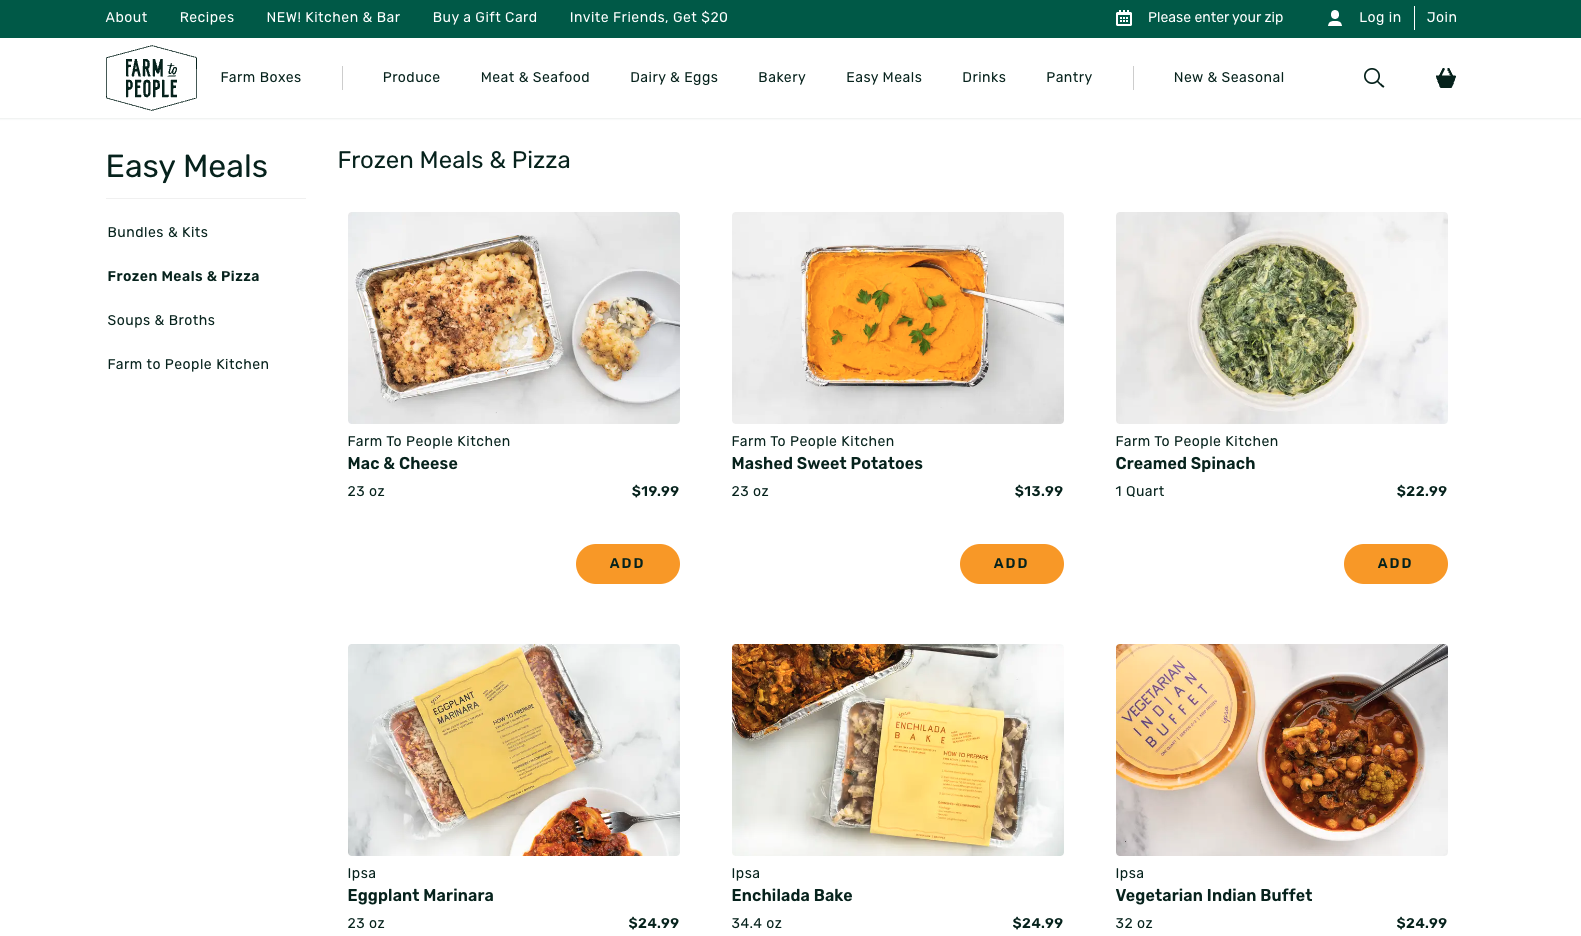 About
Recipes
NEW! Kitchen & Bar
Buy a Gift Card
Invite Friends, Get $20
Please enter your zip
Log in
Join
FARM to
PEOPLE
Farm Boxes
Produce
Meat & Seafood
Dairy & Eggs
Bakery
Easy Meals
Drinks
Pantry
New & Seasonal
Easy Meals
Bundles & Kits
Frozen Meals & Pizza
Soups & Broths
Farm to People Kitchen
Frozen Meals & Pizza
Farm To People Kitchen
Mac & Cheese
23 oz
$19.99
ADD
Farm To People Kitchen
Mashed Sweet Potatoes
23 oz
$13.99
ADD
Farm To People Kitchen
Creamed Spinach
1 Quart
$22.99
ADD
EGGPLANT
MARINARA
HOW TO PREPARE
Ipsa
Eggplant Marinara
23 oz
$24.99
ENCHILADA
BAKE
HOW TO PREPARE
Ipsa
Enchilada Bake
34.4 oz
$24.99
VEGETARIAN
INDIAN
BUFFET
ipsa
Ipsa
Vegetarian Indian Buffet
32 oz
$24.99